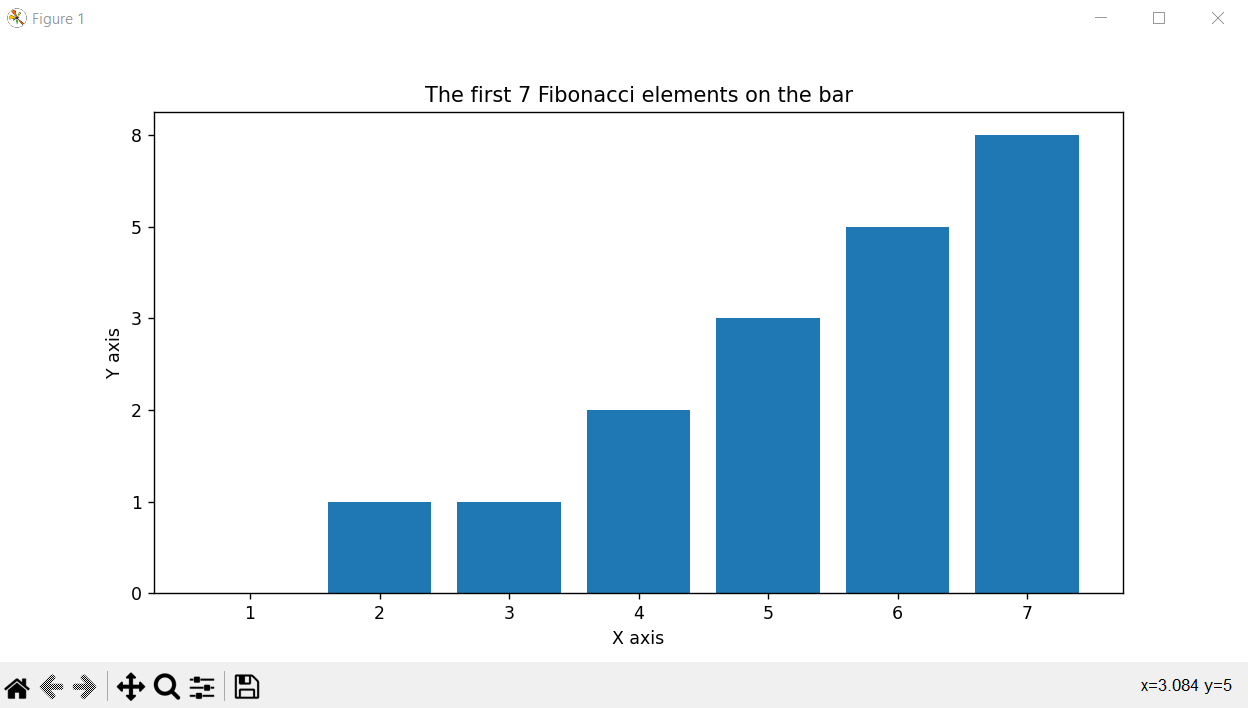 Figure 1
The first 7 Fibonacci elements on the bar
8
5
3
2
1
0
Y axis
1 2 3 4 5 6 7
X axis
x=3.084 y=5